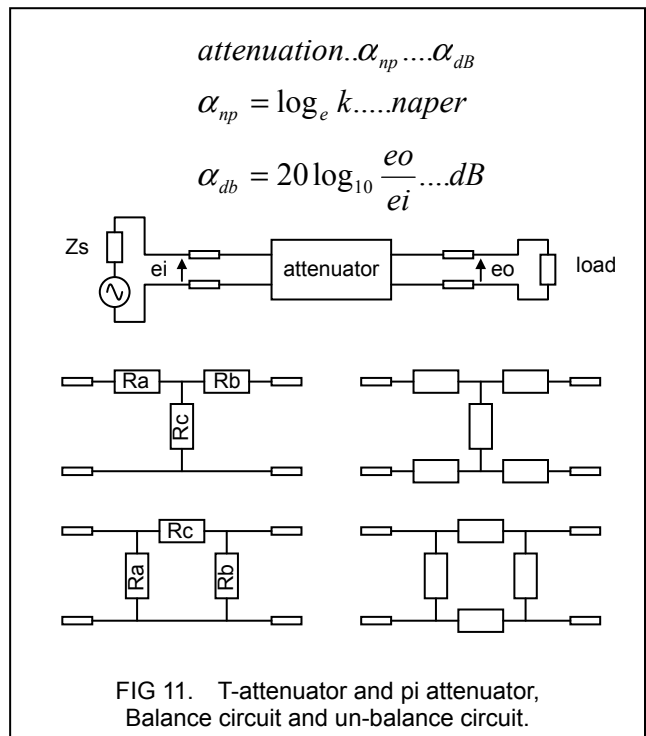 attenuation..α_np....α_dB
α_np = log_e k.....naper
α_db = 20 log_10 eo/ei....dB
Zs ei attenuator eo load
Ra Rb
Rc
Rc
Ra Rb
FIG 11. T-attenuator and pi attenuator,
Balance circuit and un-balance circuit.